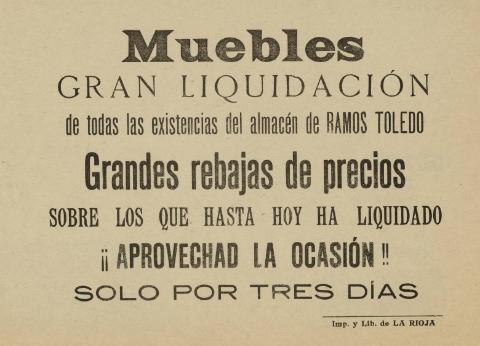 Muebles
GRAN LIQUIDACIÓN
de todas las existencias del almacén de RAMOS TOLEDO
Grandes rebajas de precios
SOBRE LOS QUE HASTA HOY HA LIQUIDADO
¡¡ APROVECHAD LA OCASIÓN !!
SOLO POR TRES DÍAS
Imp. y Lib. de LA RIOJA